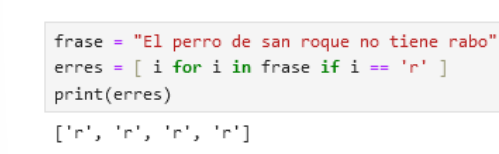 frase = "El perro de san roque no tiene rabo"
erres = [ i for i in frase if i == 'r' ]
print(erres)
['r', 'r', 'r', 'r']